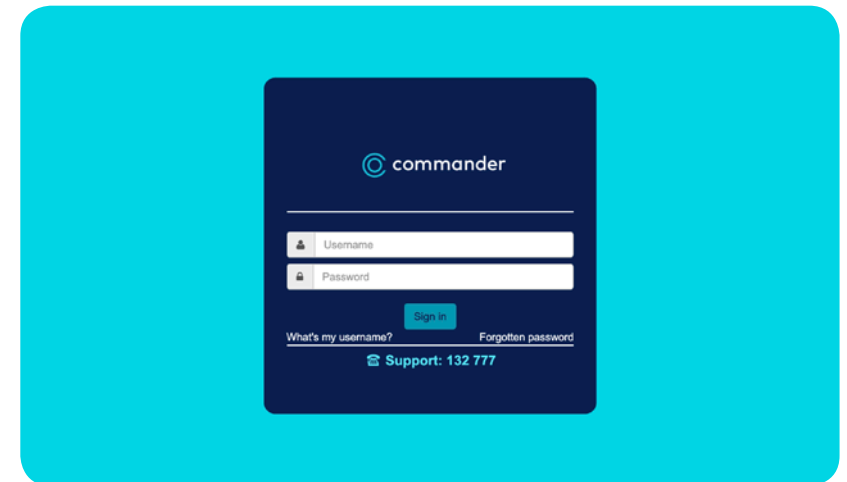 commander
Username
Password
Sign in
What's my username? Forgotten password
Support: 132 777